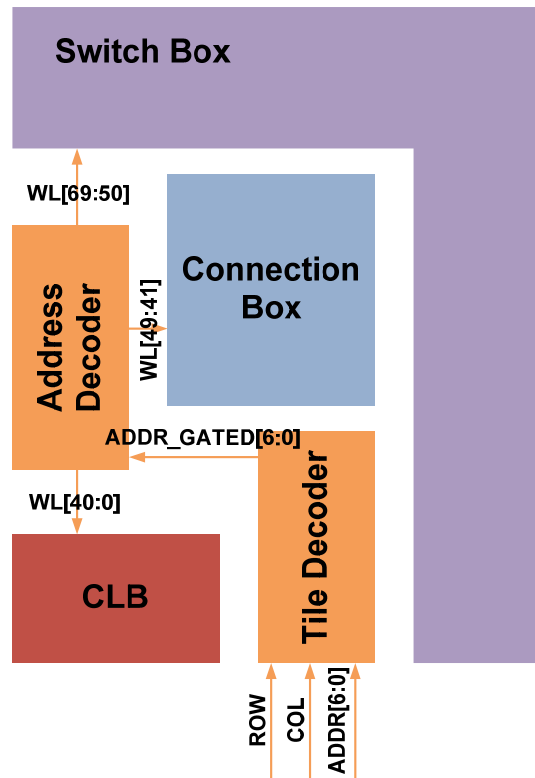 Switch Box
WL[69:50]
Connection
Box
Address
Decoder
WL[49:41]
ADDR_GATED[6:0]
WL[40:0]
Tile Decoder
CLB
ROW
COL
ADDR[6:0]